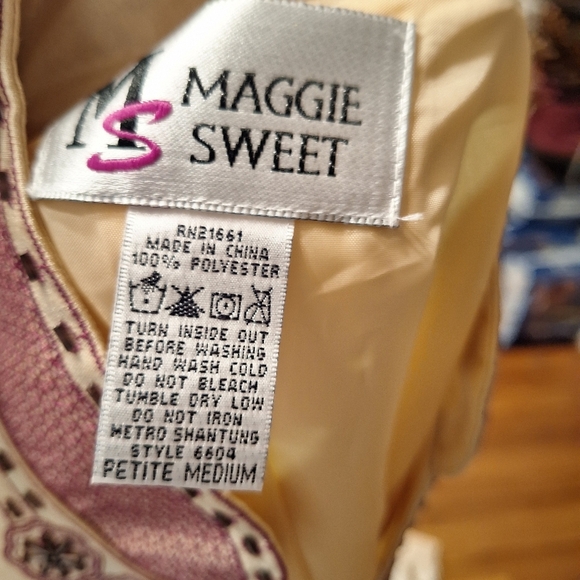 MS MAGGIE
SWEET
RN21661
MADE IN CHINA
100% POLYESTER
TURN INSIDE OUT
BEFORE WASHING
HAND WASH COLD
DO NOT BLEACH
TUMBLE DRY LOW
DO NOT IRON
METRO SHANTUNG
STYLE 6604
PETITE MEDIUM